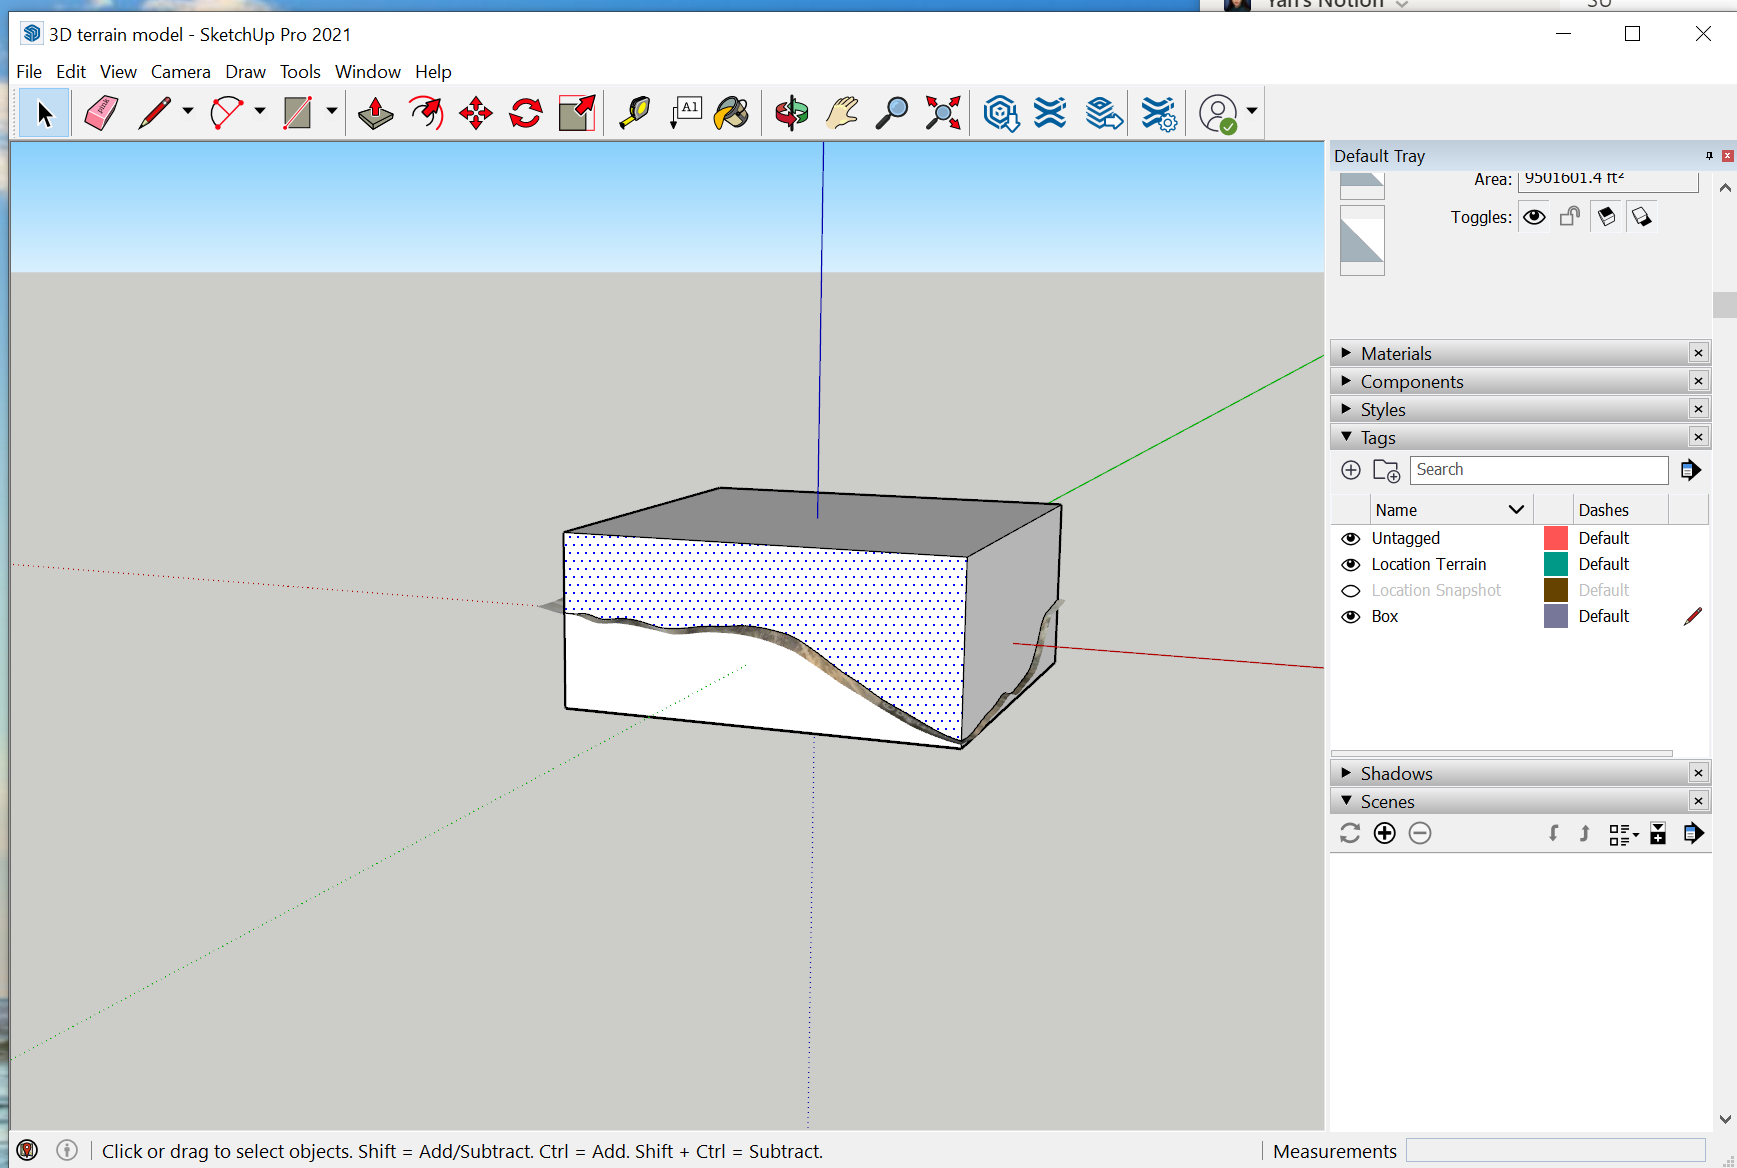 Yan's Notion
3D terrain model - SketchUp Pro 2021
File Edit View Camera Draw Tools Window Help
A1
Default Tray
Area: 9501601.4 ft²
Toggles:
Materials
Components
Styles
Tags
Search
Name Dashes
Untagged Default
Location Terrain Default
Location Snapshot Default
Box Default
Shadows
Scenes
Click or drag to select objects. Shift = Add/Subtract. Ctrl = Add. Shift + Ctrl = Subtract.
Measurements